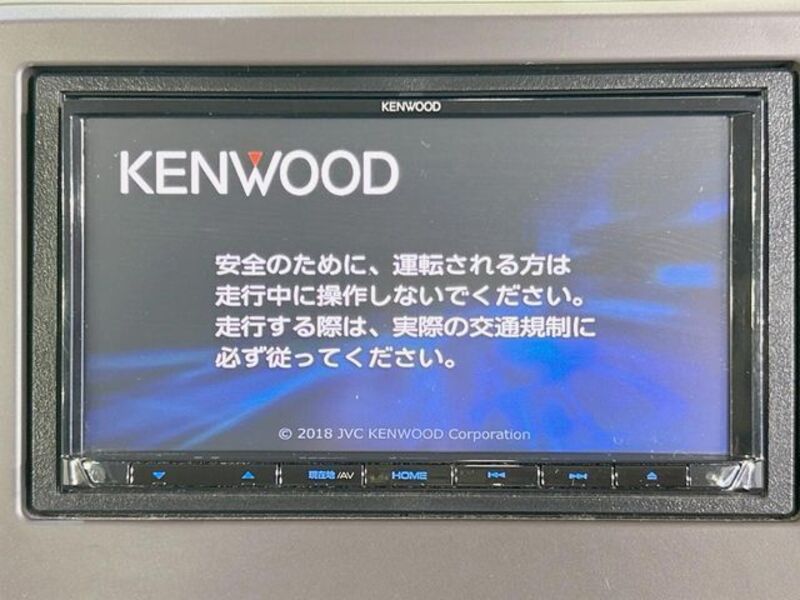 KENWOOD
KENWOOD
安全のために、運転される方は
走行中に操作しないでください。
走行する際は、実際の交通規制に
必ず従ってください。
© 2018 JVC KENWOOD Corporation
現在地/AV HOME